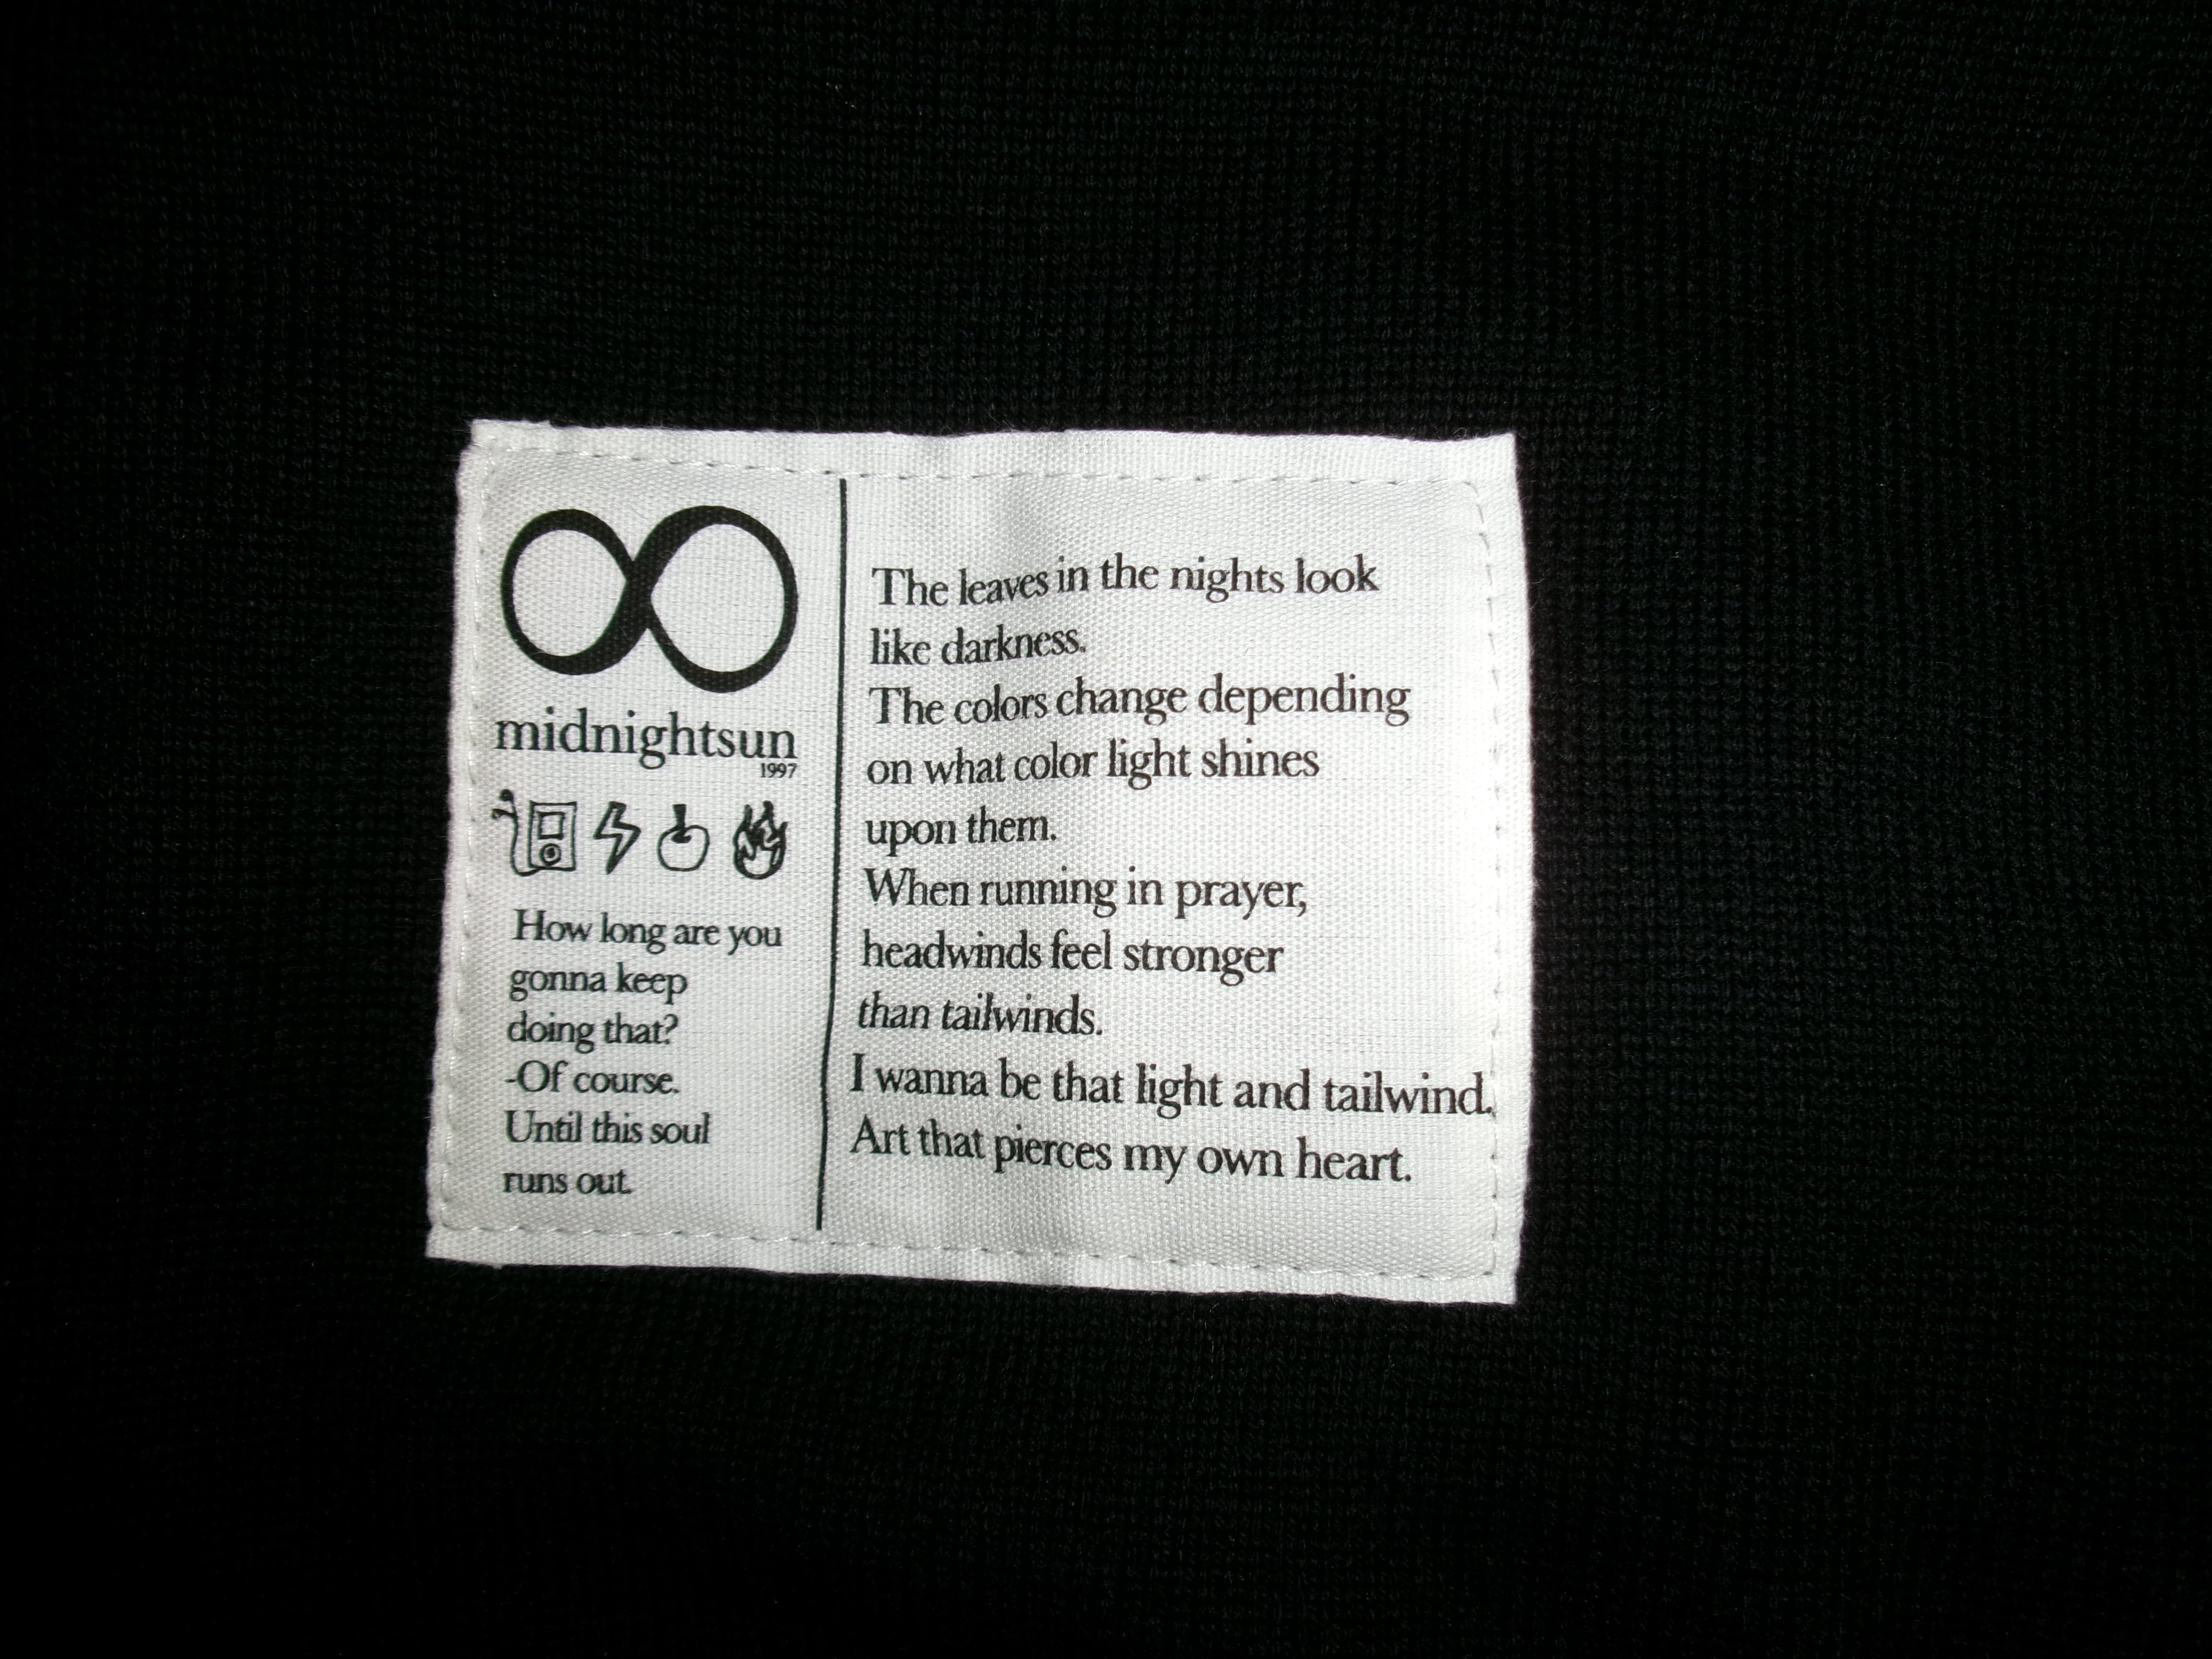 midnightsun
1997
How long are you
gonna keep
doing that?
-Of course.
Until this soul
runs out.
The leaves in the nights look
like darkness.
The colors change depending
on what color light shines
upon them.
When running in prayer,
headwinds feel stronger
than tailwinds.
I wanna be that light and tailwind.
Art that pierces my own heart.